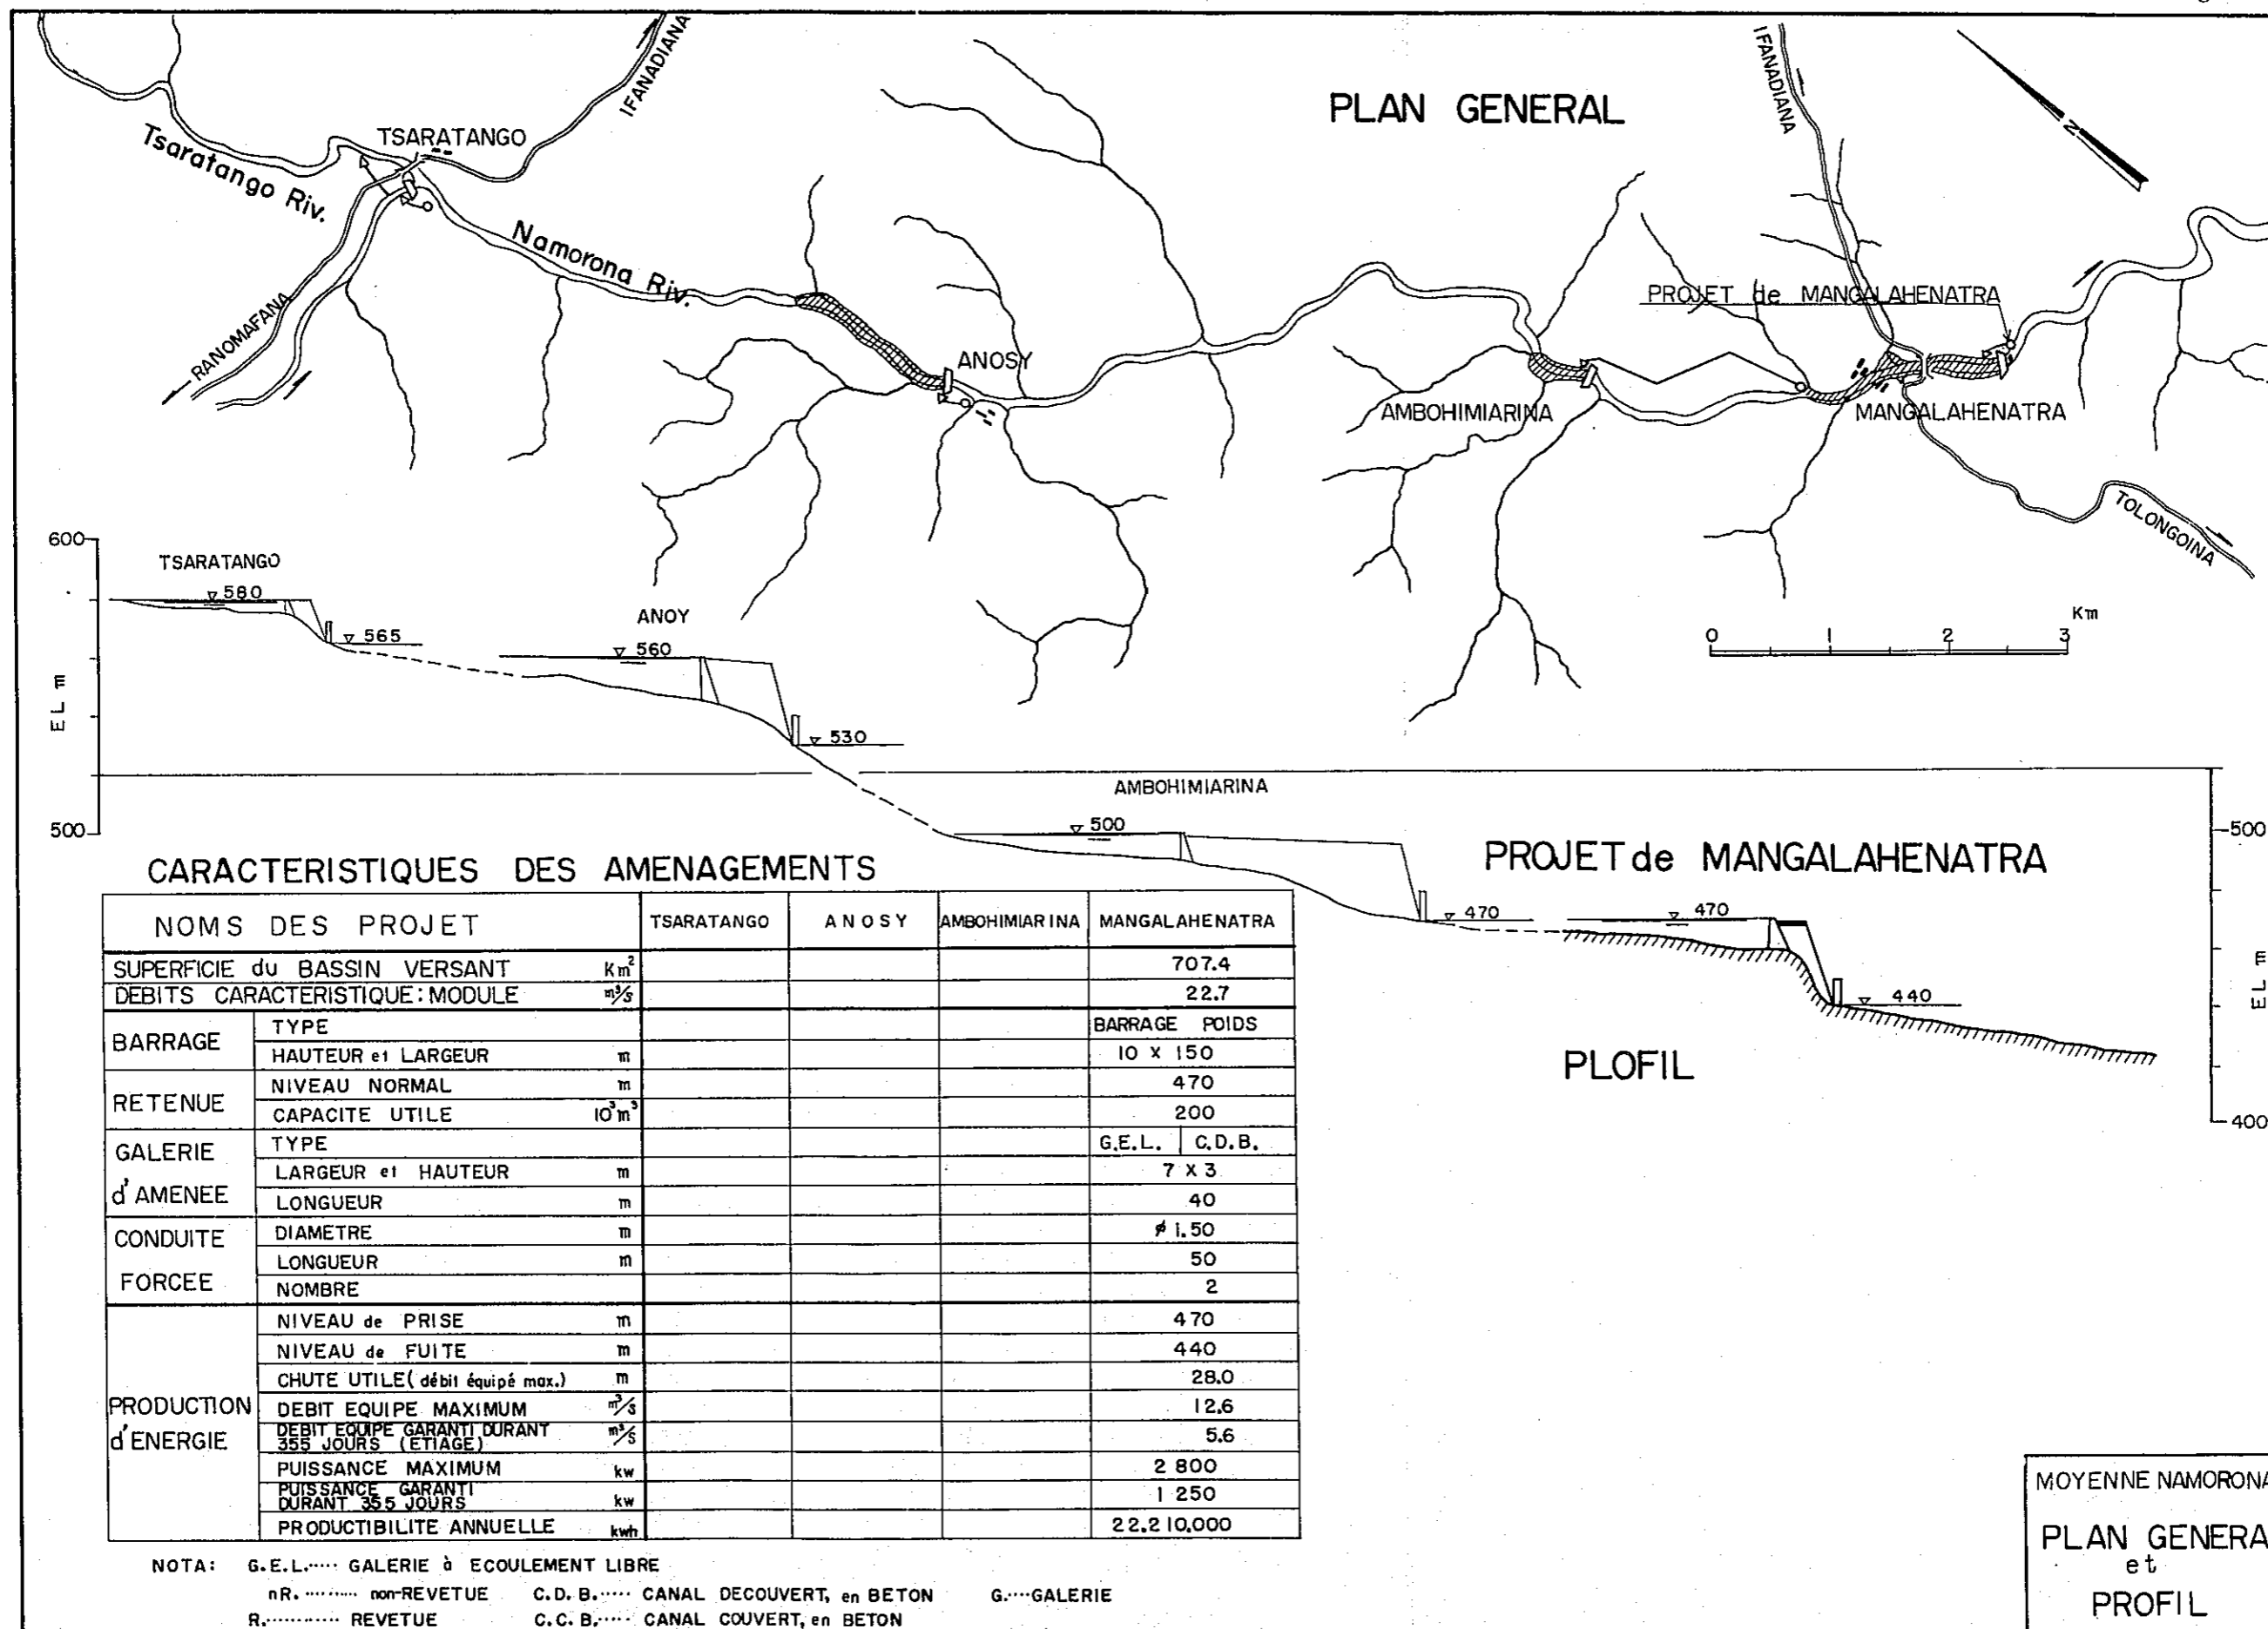 PLAN GENERAL
IFANADIANA
TSARATANGO
Tsaratango Riv.
RANOMAFANA
Namorona Riv.
ANOSY
IFANADIANA
N
PROJET de MANGALAHENATRA
AMBOHIMIARINA
MANGALAHENATRA
TOLONGOINA
Km
0 1 2 3
600
500
EL m
TSARATANGO
580
565
ANOY
560
530
AMBOHIMIARINA
500
470
PROJET de MANGALAHENATRA
470
440
PLOFIL
500
EL m
400
CARACTERISTIQUES DES AMENAGEMENTS
NOMS DES PROJET TSARATANGO ANOSY AMBOHIMIARINA MANGALAHENATRA
SUPERFICIE du BASSIN VERSANT Km² 707.4
DEBITS CARACTERISTIQUE: MODULE m³/s 22.7
BARRAGE
TYPE BARRAGE POIDS
HAUTEUR et LARGEUR m 10 x 150
RETENUE
NIVEAU NORMAL m 470
CAPACITE UTILE 10³m³ 200
GALERIE d'AMENEE
TYPE G.E.L. C.D.B.
LARGEUR et HAUTEUR m 7 x 3
LONGUEUR m 40
CONDUITE FORCEE
DIAMETRE m ø 1.50
LONGUEUR m 50
NOMBRE 2
PRODUCTION d'ENERGIE
NIVEAU de PRISE m 470
NIVEAU de FUITE m 440
CHUTE UTILE ( débit équipé max.) m 28.0
DEBIT EQUIPE MAXIMUM m³/s 12.6
DEBIT EQUIPE GARANTI DURANT
355 JOURS (ETIAGE) m³/s 5.6
PUISSANCE MAXIMUM kw 2 800
PUISSANCE GARANTI
DURANT 355 JOURS kw 1 250
PRODUCTIBILITE ANNUELLE kwh 22.210.000
NOTA: G.E.L...... GALERIE à ECOULEMENT LIBRE
nR. ......... non-REVETUE C.D.B...... CANAL DECOUVERT, en BETON G.....GALERIE
R............ REVETUE C.C.B...... CANAL COUVERT, en BETON
MOYENNE NAMORONA
PLAN GENERA
et
PROFIL